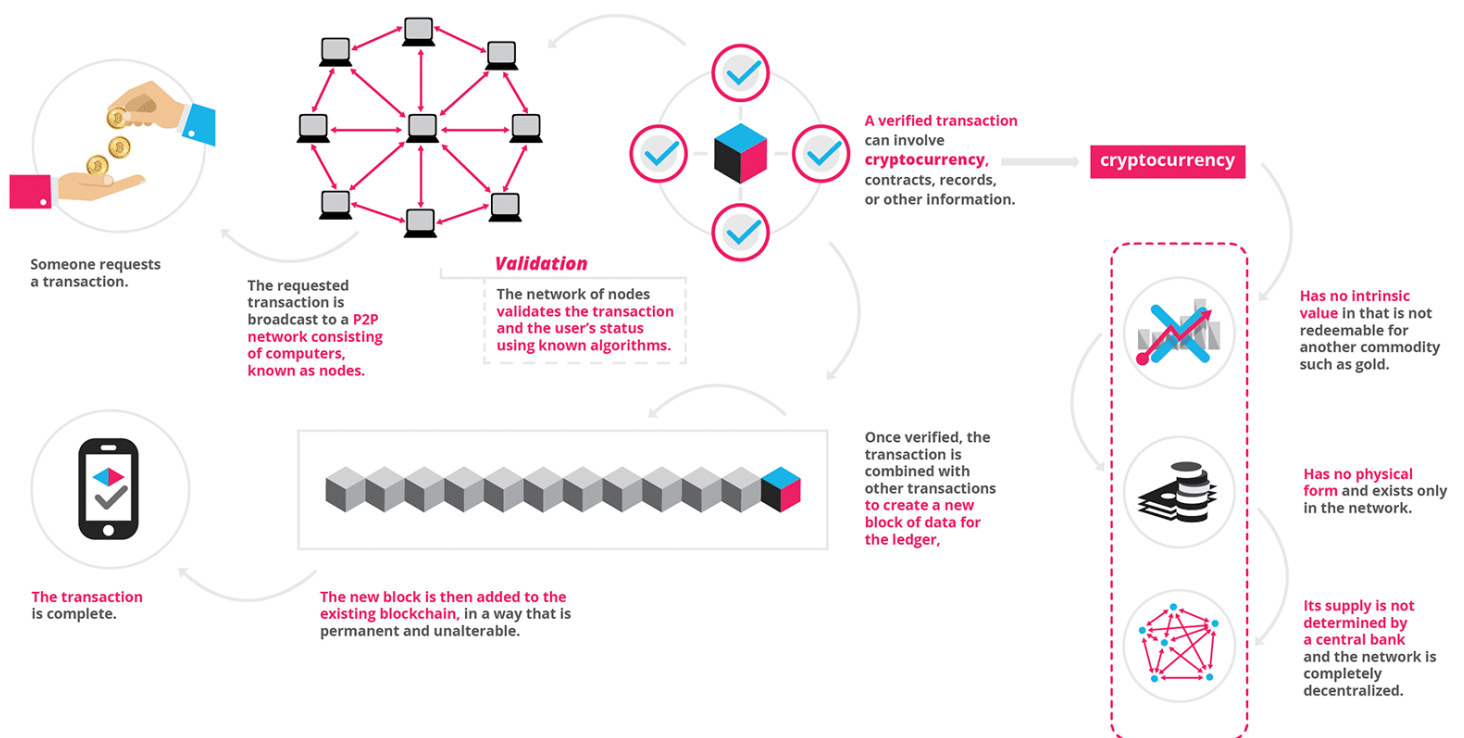 Someone requests
a transaction.
The requested
transaction is
broadcast to a P2P
network consisting
of computers,
known as nodes.
Validation
The network of nodes
validates the transaction
and the user’s status
using known algorithms.
A verified transaction
can involve
cryptocurrency,
contracts, records,
or other information.
cryptocurrency
Has no intrinsic
value in that is not
redeemable for
another commodity
such as gold.
Has no physical
form and exists only
in the network.
Its supply is not
determined by
a central bank
and the network is
completely
decentralized.
Once verified, the
transaction is
combined with
other transactions
to create a new
block of data for
the ledger,
The new block is then added to the
existing blockchain, in a way that is
permanent and unalterable.
The transaction
is complete.